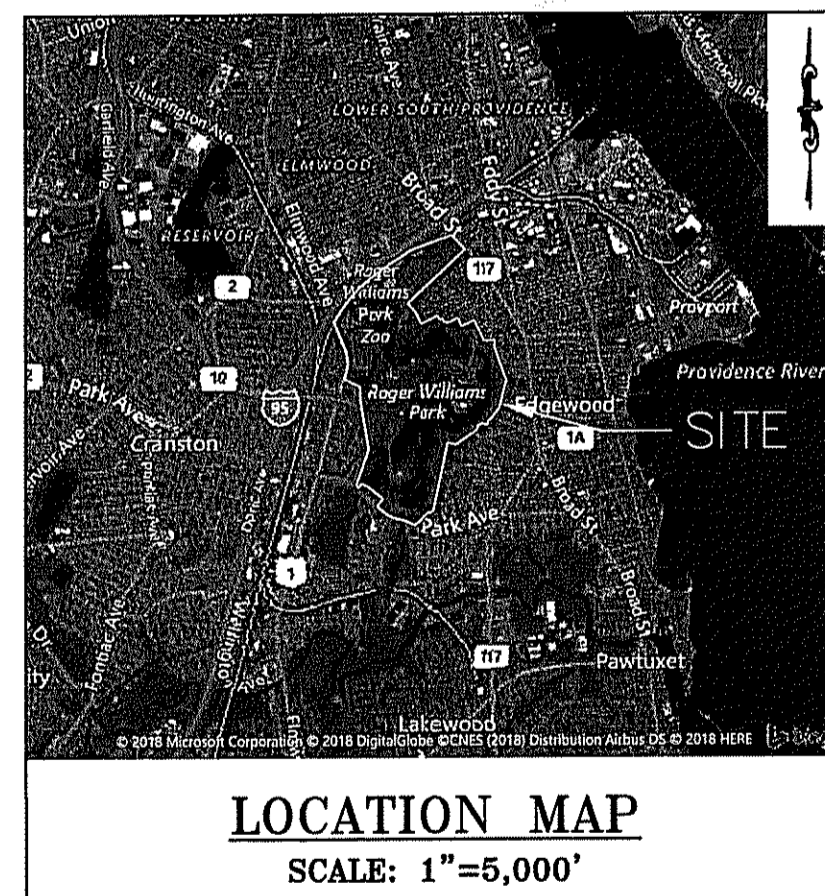 Union
Huntington Ave
Garfield Ave
LOWER SOUTH PROVIDENCE
ELMWOOD
Eddy St
Broad St
RESERVOIR
Elmwood Ave
117
Roger
Williams
Park
Zoo
2
Provport
Providence River
10
Roger Williams
Park
Park Ave
95
Edgewood
1A
SITE
Cranston
Park Ave
Broad St
1
Wellington
Ave
Broad St
Pontiac Ave
117
Pawtuxet
Lakewood
© 2018 Microsoft Corporation © 2018 DigitalGlobe ©CNES (2018) Distribution Airbus DS © 2018 HERE
LOCATION MAP
SCALE: 1"=5,000'